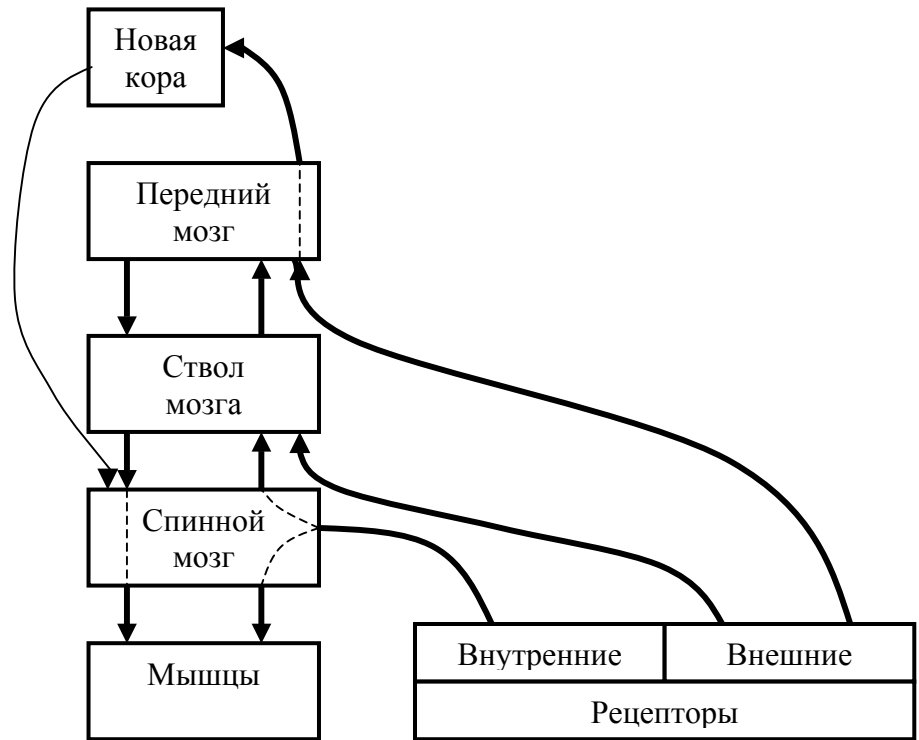 Новая
кора
Передний
мозг
Ствол
мозга
Спинной
мозг
Мышцы
Внутренние
Внешние
Рецепторы